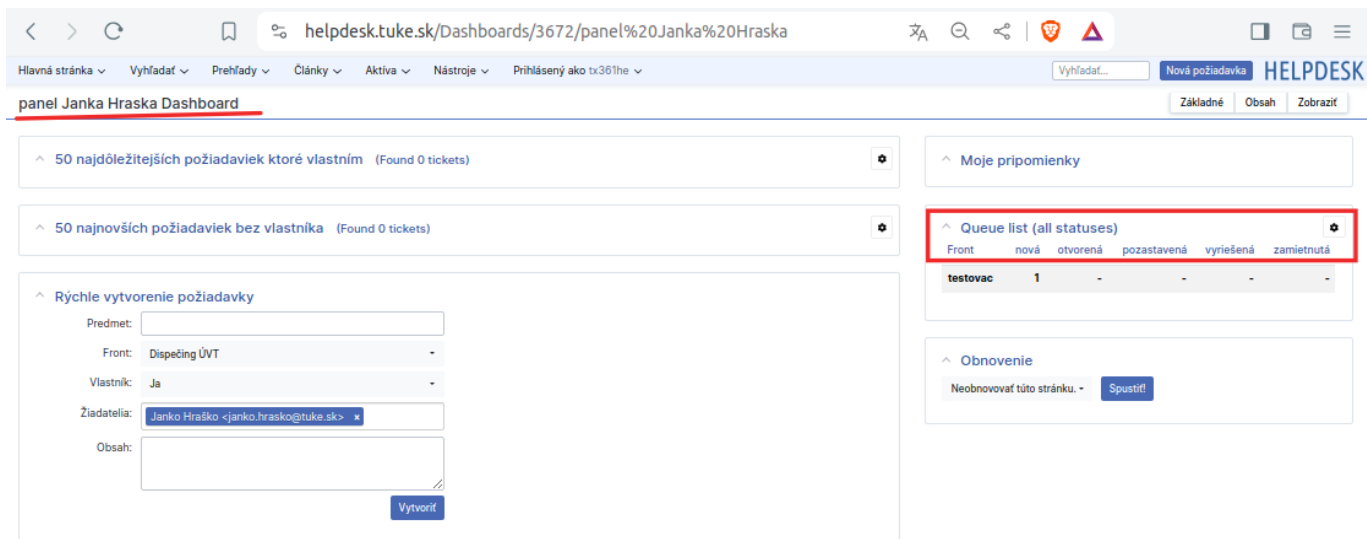 helpdesk.tuke.sk/Dashboards/3672/panel%20Janka%20Hraska
Hlavná stránka Vyhľadať Prehľady Články Aktíva Nástroje Prihlásený ako tx361he Vyhľadať... Nová požiadavka HELPDESK
panel Janka Hraska Dashboard Základné Obsah Zobraziť
50 najdôležitejších požiadaviek ktoré vlastním (Found 0 tickets)
50 najnovších požiadaviek bez vlastníka (Found 0 tickets)
Rýchle vytvorenie požiadavky
Predmet:
Front: Dispečing ÚVT
Vlastník: Ja
Žiadatelia: Janko Hraško <janko.hrasko@tuke.sk> x
Obsah:
Vytvoriť
Moje pripomienky
Queue list (all statuses)
Front nová otvorená pozastavená vyriešená zamietnutá
testovac 1 - - - -
Obnovenie
Neobnovovať túto stránku. Spustiť!